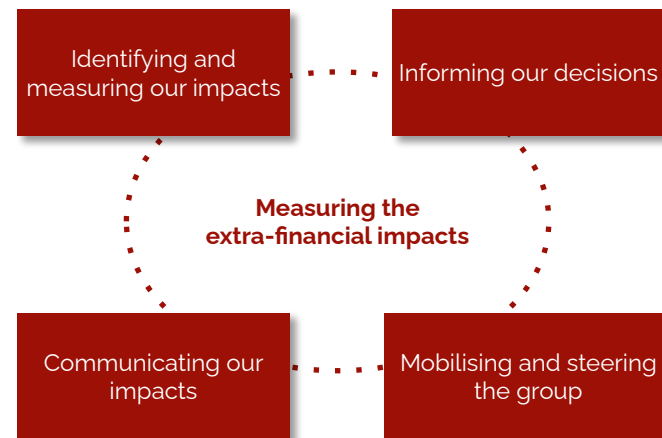 Identifying and
measuring our impacts
Informing our decisions
Measuring the
extra-financial impacts
Communicating our
impacts
Mobilising and steering
the group